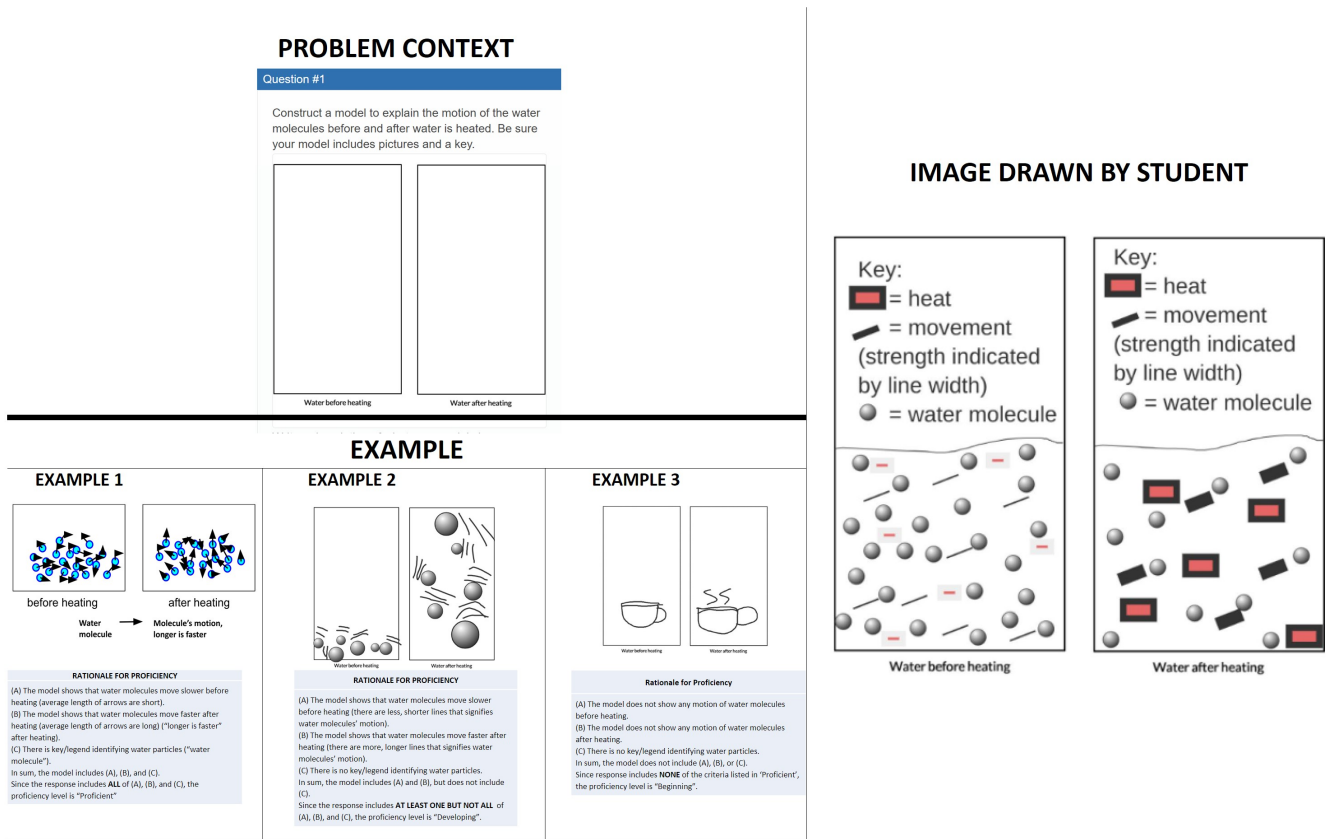 PROBLEM CONTEXT
Question #1
Construct a model to explain the motion of the water
molecules before and after water is heated. Be sure
your model includes pictures and a key.
Water before heating
Water after heating
EXAMPLE
EXAMPLE 1
before heating
after heating
Water
molecule
Molecule's motion,
longer is faster
RATIONALE FOR PROFICIENCY
(A) The model shows that water molecules move slower before
heating (average length of arrows are short).
(B) The model shows that water molecules move faster after
heating (average length of arrows are long) ("longer is faster"
after heating).
(C) There is key/legend identifying water particles ("water
molecule").
In sum, the model includes (A), (B), and (C).
Since the response includes ALL of (A), (B), and (C), the
proficiency level is "Proficient"
EXAMPLE 2
Water before heating
Water after heating
RATIONALE FOR PROFICIENCY
(A) The model shows that water molecules move slower
before heating (there are less, shorter lines that signifies
water molecules' motion).
(B) The model shows that water molecules move faster after
heating (there are more, longer lines that signifies water
molecules' motion).
(C) There is no key/legend identifying water particles.
In sum, the model includes (A) and (B), but does not include
(C).
Since the response includes AT LEAST ONE BUT NOT ALL of
(A), (B), and (C), the proficiency level is "Developing".
EXAMPLE 3
Water before heating
Water after heating
Rationale for Proficiency
(A) The model does not show any motion of water molecules
before heating.
(B) The model does not show any motion of water molecules
after heating.
(C) There is no key/legend identifying water particles.
In sum, the model does not include (A), (B), or (C).
Since response includes NONE of the criteria listed in 'Proficient',
the proficiency level is "Beginning".
IMAGE DRAWN BY STUDENT
Key:
= heat
= movement
(strength indicated
by line width)
= water molecule
Water before heating
Key:
= heat
= movement
(strength indicated
by line width)
= water molecule
Water after heating